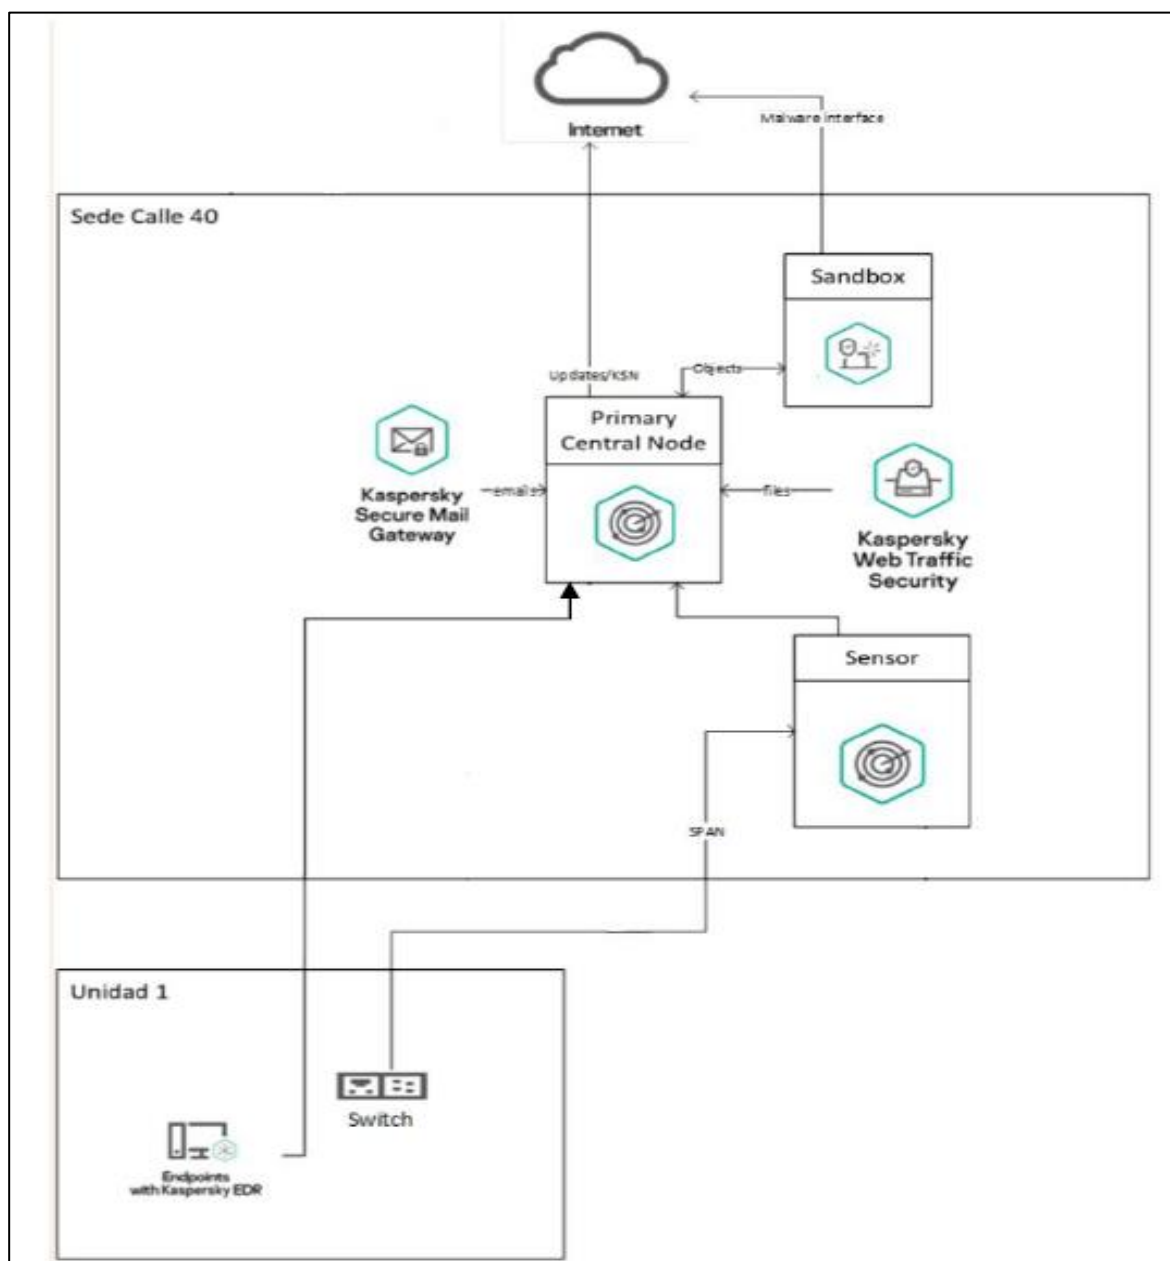 Internet
Malware interface
Sede Calle 40
Sandbox
Updates/KSN
Objects
Primary
Central Node
Kaspersky
Secure Mail
Gateway
emails
files
Kaspersky
Web Traffic
Security
Sensor
SPAN
Unidad 1
Switch
Endpoints
with Kaspersky EDR